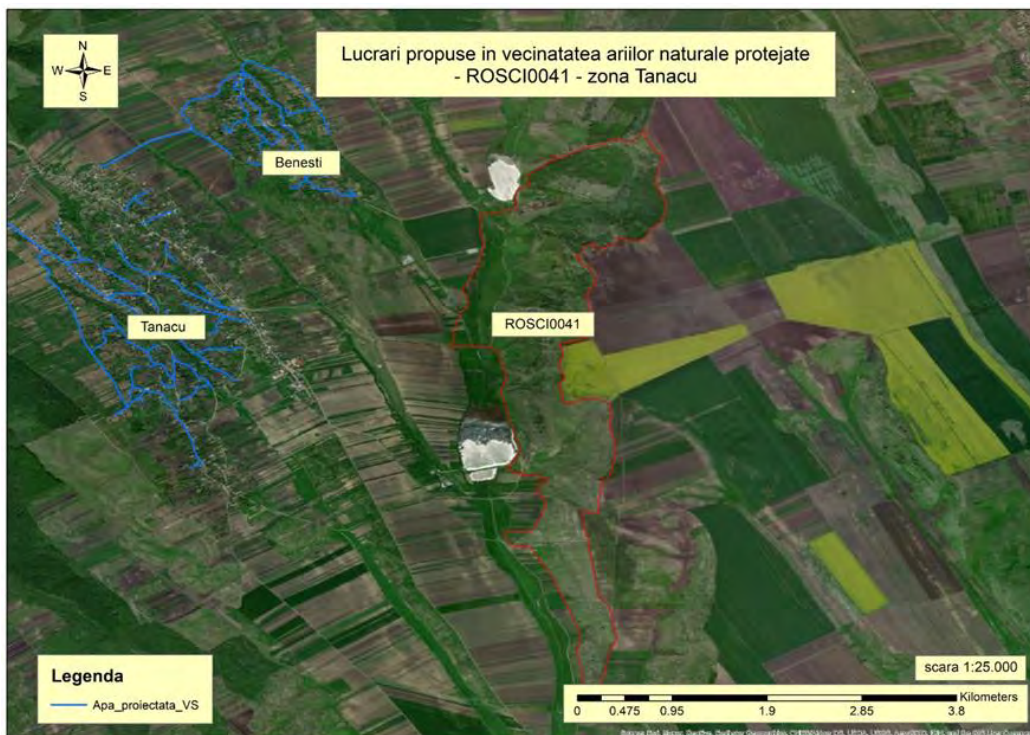 N
W E
S
Lucrari propuse in vecinatatea ariilor naturale protejate
- ROSCI0041 - zona Tanacu
Benesti
ROSCI0041
Tanacu
Legenda
Apa_proiectata_VS
scara 1:25.000
Kilometers
0 0.475 0.95 1.9 2.85 3.8